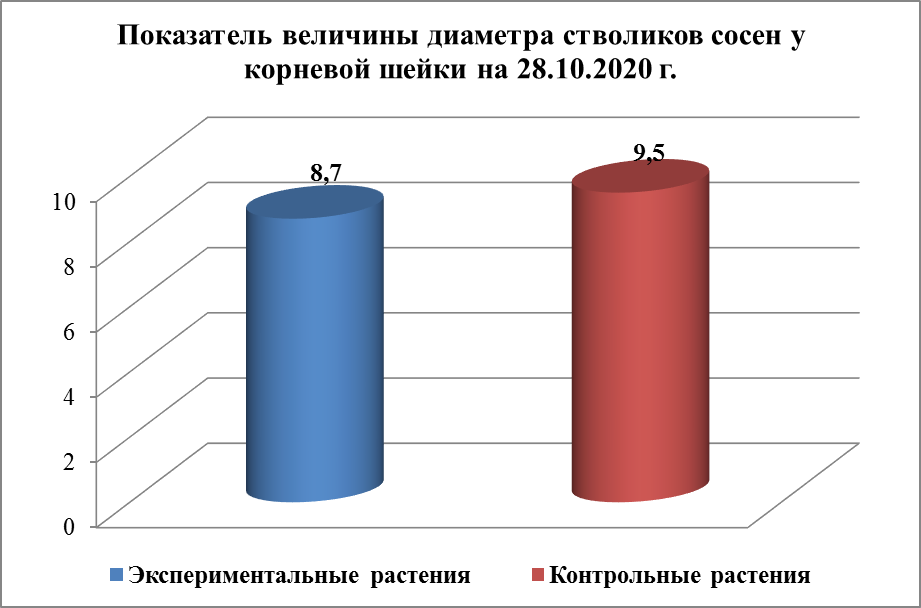 Показатель величины диаметра стволиков сосен у
корневой шейки на 28.10.2020 г.
8,7
9,5
10
8
6
4
2
0
Экспериментальные растения
Контрольные растения